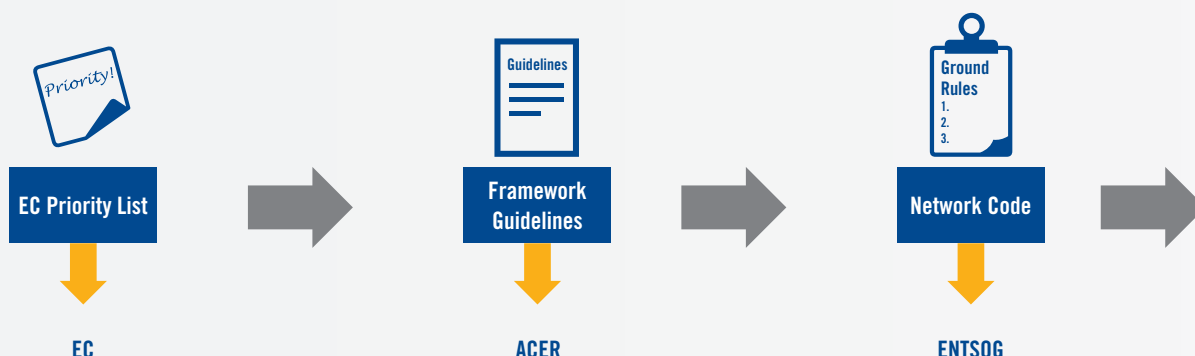 Priority!
Guidelines
Ground
Rules
1.
2.
3.
EC Priority List
Framework
Guidelines
Network Code
EC
ACER
ENTSOG